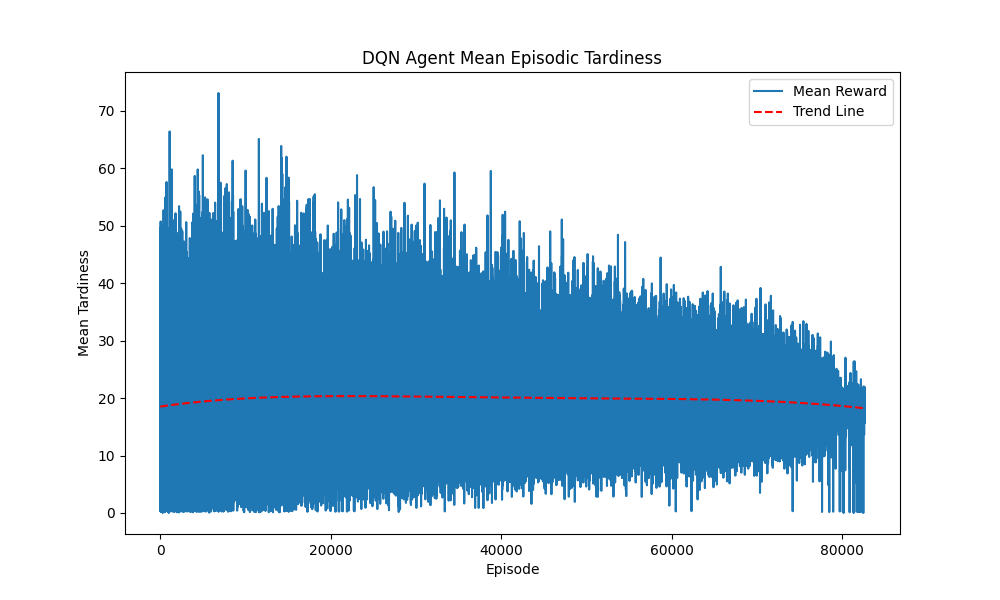 DQN Agent Mean Episodic Tardiness
Mean Reward
Trend Line
Mean Tardiness
70
60
50
40
30
20
10
0
0 20000 40000 60000 80000
Episode